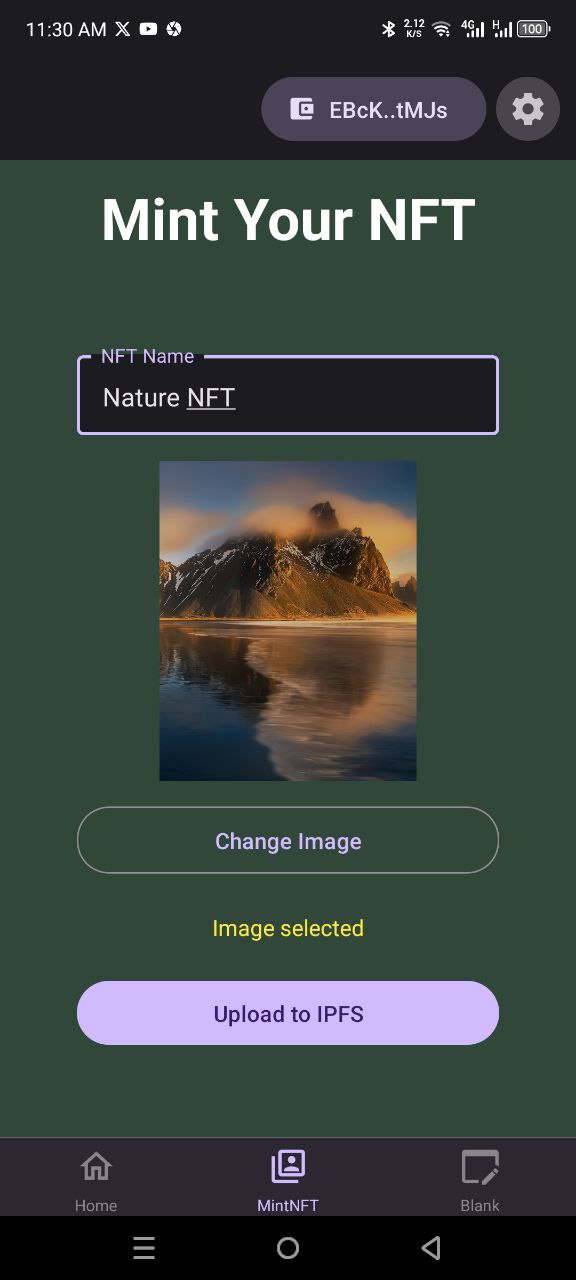 11:30 AM
2.12 K/S 4G H 100
EBcK..tMJs
Mint Your NFT
NFT Name
Nature NFT
Change Image
Image selected
Upload to IPFS
Home MintNFT Blank